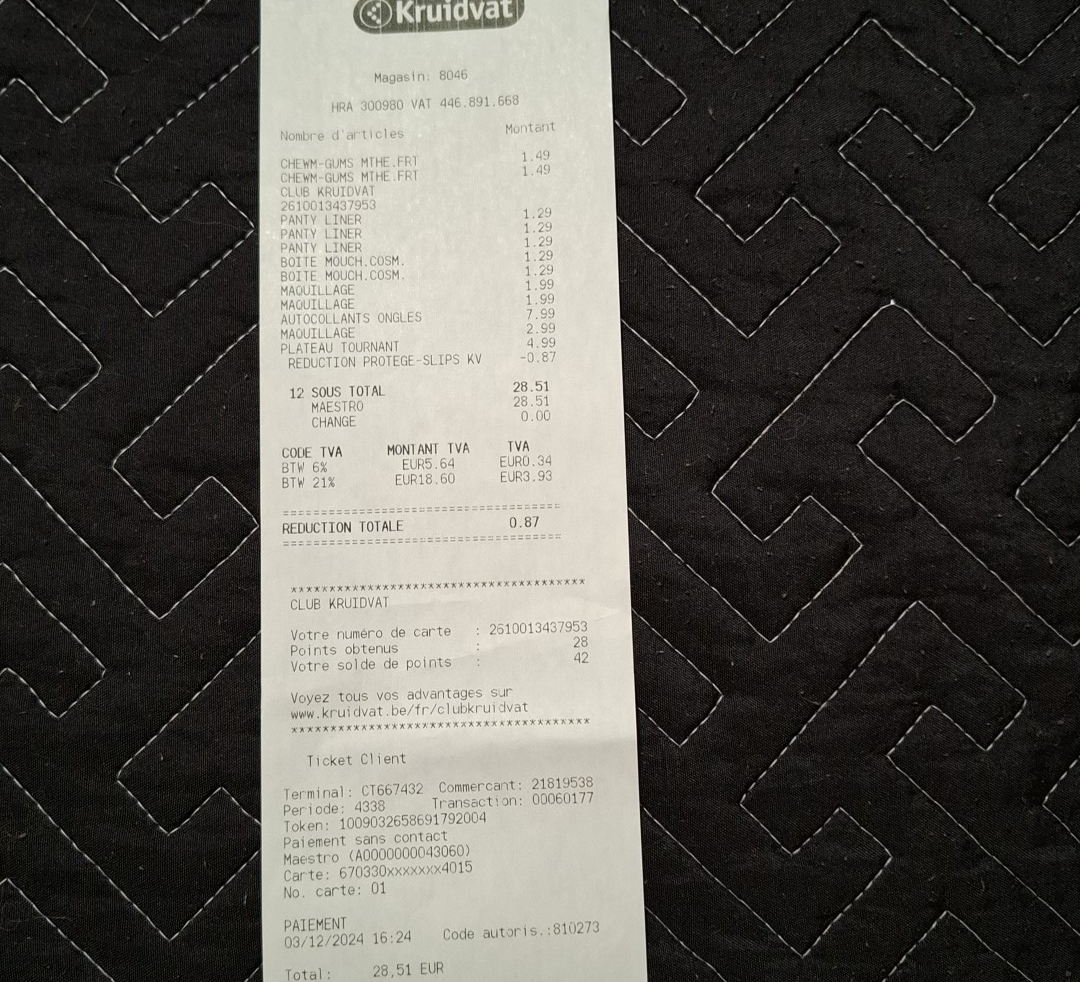 Kruidvat
Magasin: 8046
HRA 300980 VAT 446.891.668
Nombre d'articles Montant
CHEWM-GUMS MTHE.FRT 1.49
CHEWM-GUMS MTHE.FRT 1.49
CLUB KRUIDVAT
2610013437953
PANTY LINER 1.29
PANTY LINER 1.29
PANTY LINER 1.29
BOITE MOUCH.COSM. 1.29
BOITE MOUCH.COSM. 1.29
MAQUILLAGE 1.99
MAQUILLAGE 1.99
AUTOCOLLANTS ONGLES 7.99
MAQUILLAGE 2.99
PLATEAU TOURNANT 4.99
REDUCTION PROTEGE-SLIPS KV -0.87
12 SOUS TOTAL 28.51
MAESTRO 28.51
CHANGE 0.00
CODE TVA MONTANT TVA TVA
BTW 6% EUR5.64 EUR0.34
BTW 21% EUR18.60 EUR3.93
====================================
REDUCTION TOTALE 0.87
====================================
**************************************
CLUB KRUIDVAT
Votre numéro de carte : 2610013437953
Points obtenus : 28
Votre solde de points : 42
Voyez tous vos advantages sur
www.kruidvat.be/fr/clubkruidvat
**************************************
Ticket Client
Terminal: CT667432 Commercant: 21819538
Periode: 4338 Transaction: 00060177
Token: 1009032658691792004
Paiement sans contact
Maestro (A0000000043060)
Carte: 670330xxxxxxx4015
No. carte: 01
PAIEMENT
03/12/2024 16:24 Code autoris.:810273
Total: 28,51 EUR